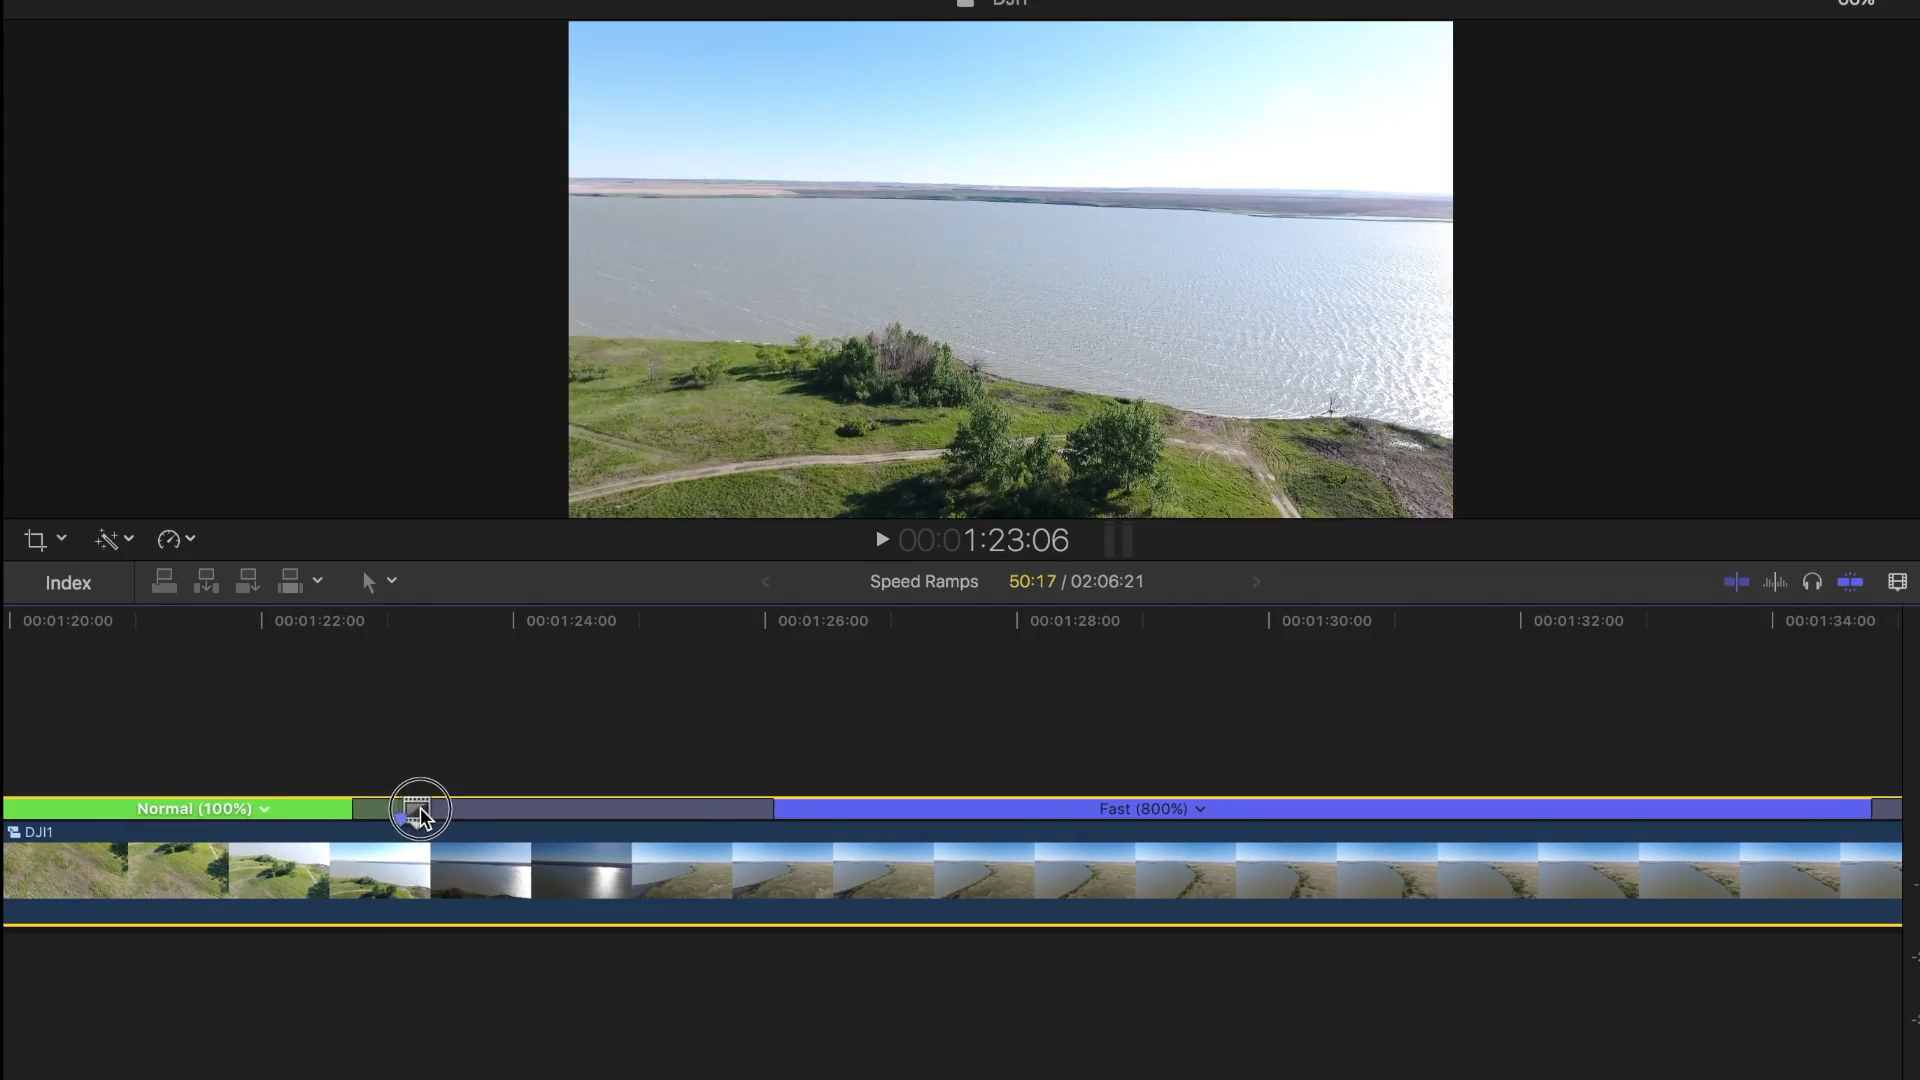 DJI1
00:01:23:06
Index
Speed Ramps
50:17 / 02:06:21
00:01:20:00
00:01:22:00
00:01:24:00
00:01:26:00
00:01:28:00
00:01:30:00
00:01:32:00
00:01:34:00
Normal (100%)
Fast (800%)
DJI1